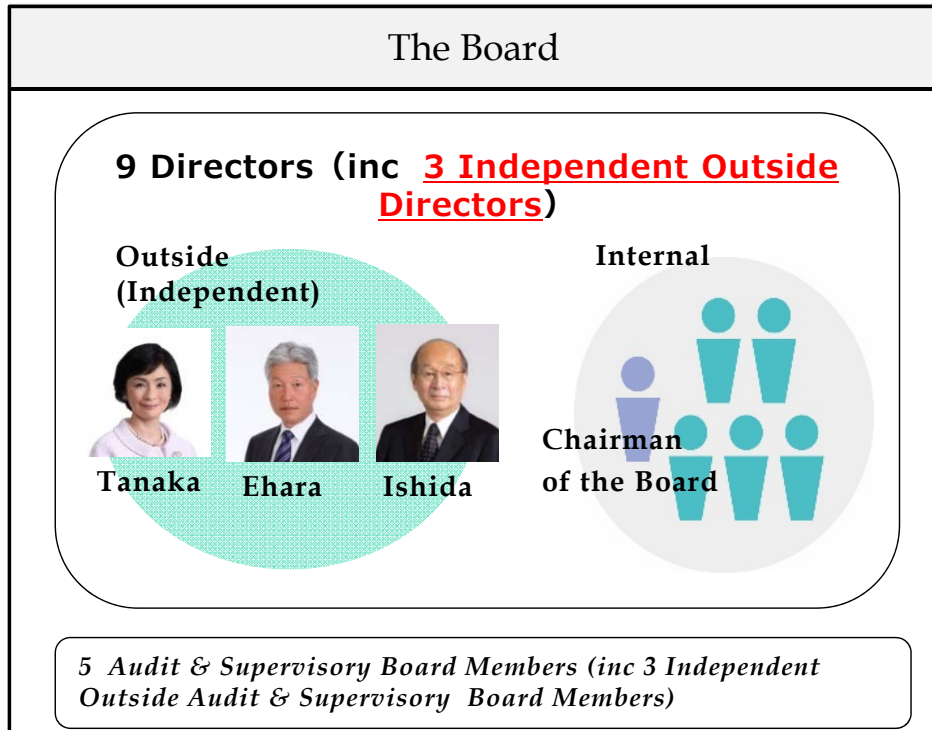 The Board
9 Directors (inc 3 Independent Outside
Directors)
Outside
(Independent)
Internal
Tanaka
Ehara
Ishida
Chairman
of the Board
5 Audit & Supervisory Board Members (inc 3 Independent
Outside Audit & Supervisory Board Members)